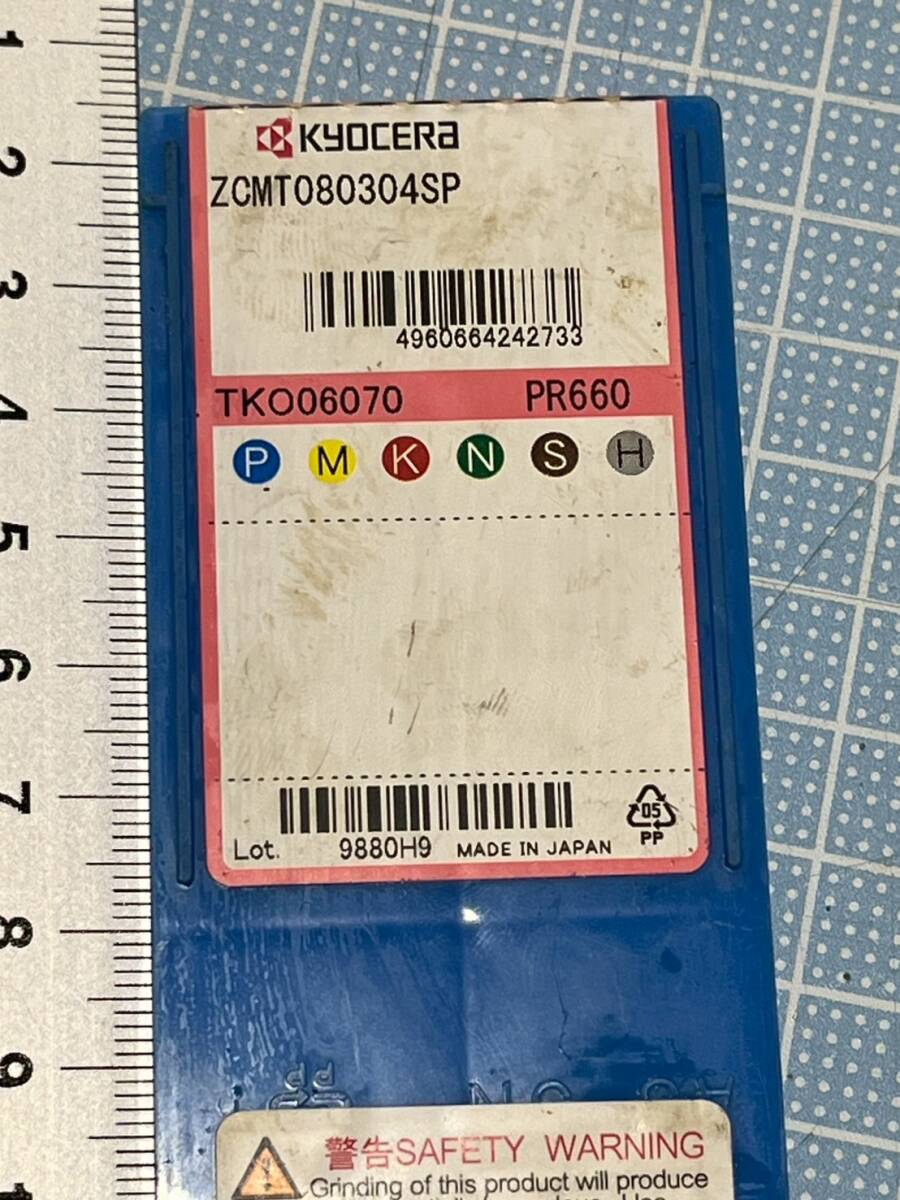 KYOCERA
ZCMT080304SP
4960664242733
TKO06070 PR660
P M K N S H
Lot. 9880H9 MADE IN JAPAN
05
PP
警告SAFETY WARNING
Grinding of this product will produce
1
2
3
4
5
6
7
8
9